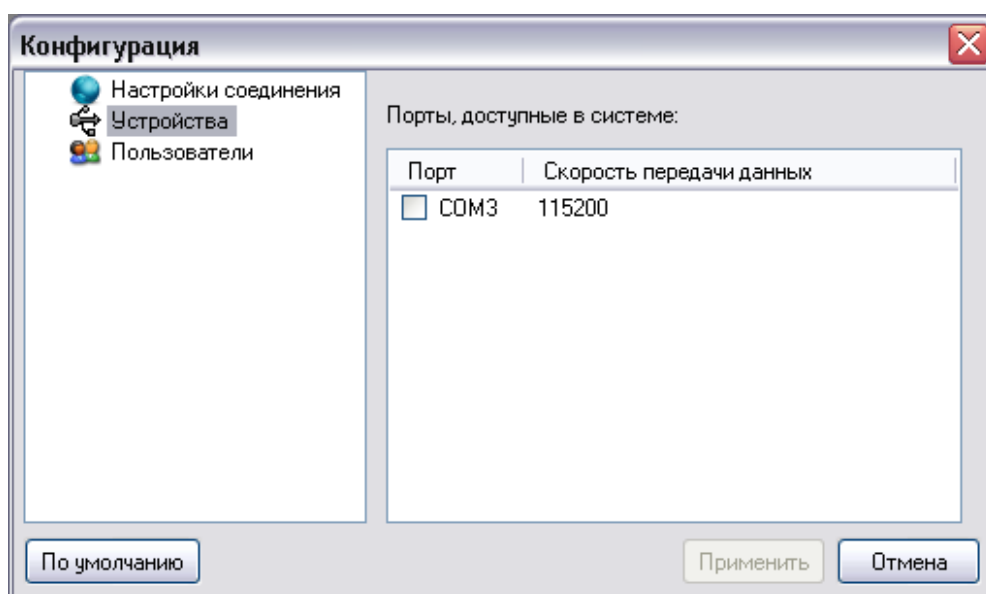 Конфигурация
Настройки соединения
Устройства
Пользователи
Порты, доступные в системе:
Порт Скорость передачи данных
COM3 115200
По умолчанию Применить Отмена